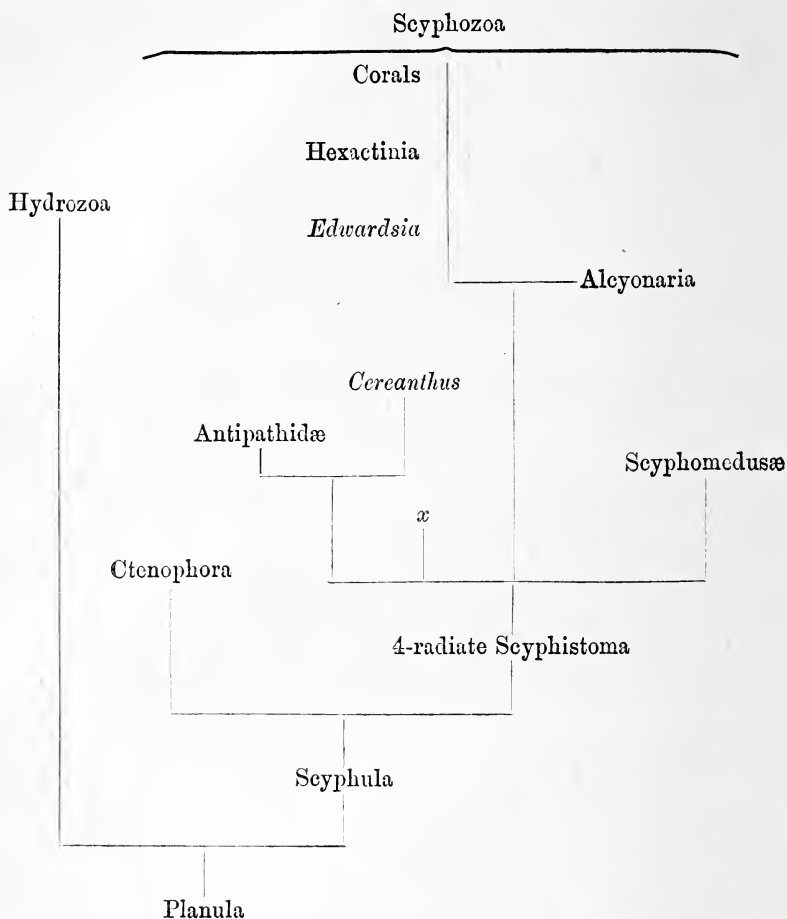 Scyphozoa
Corals
Hexactinia
Hydrozoa
Edwardsia
Alcyonaria
Cereanthus
Antipathidæ
Scyphomedusæ
x
Ctenophora
4-radiate Scyphistoma
Scyphula
Planula